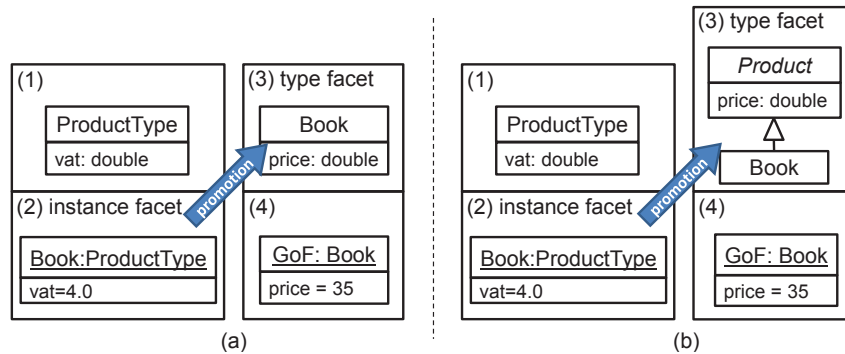 (1)
ProductType
vat: double
(2) instance facet
Book:ProductType
vat=4.0
promotion
(3) type facet
Book
price: double
(4)
GoF: Book
price = 35
(a)
(1)
ProductType
vat: double
(2) instance facet
Book:ProductType
vat=4.0
promotion
(3) type facet
Product
price: double
Book
(4)
GoF: Book
price = 35
(b)